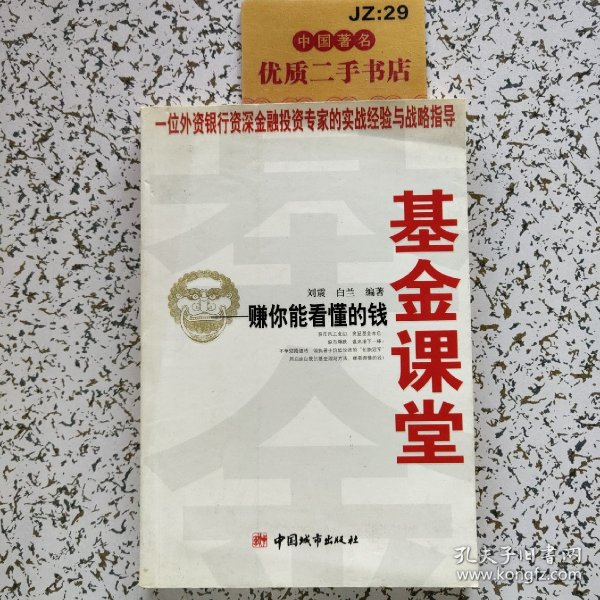 JZ:29
中国著名
优质二手书店
一位外资银行资深金融投资专家的实战经验与战略指导
基金课堂
刘震 白兰 编著
——赚你能看懂的钱
中国城市出版社
孔夫子旧书网
www.kongfz.com